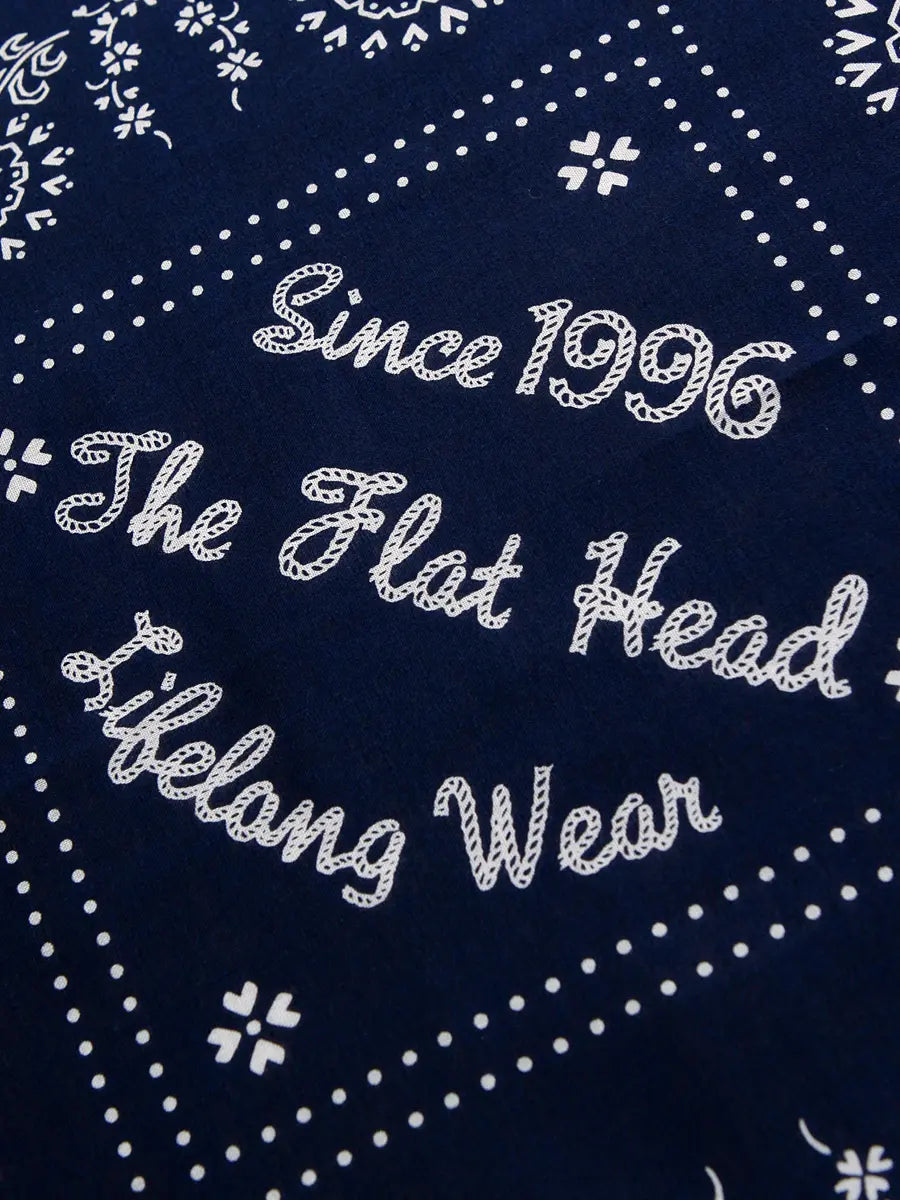 Since 1996
The Flat Head
Lifelong Wear